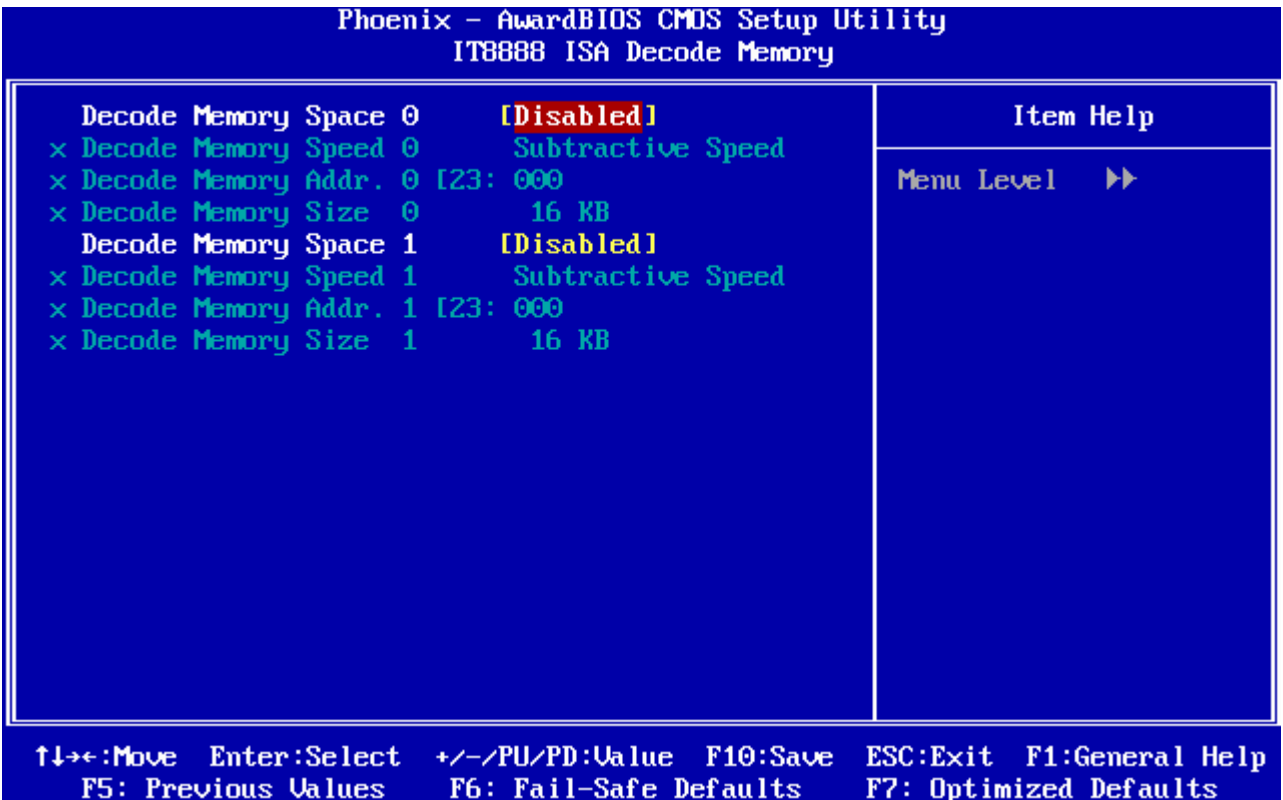 Phoenix - AwardBIOS CMOS Setup Utility
IT8888 ISA Decode Memory
Decode Memory Space 0 [Disabled]
x Decode Memory Speed 0 Subtractive Speed
x Decode Memory Addr. 0 [23: 000
x Decode Memory Size 0 16 KB
Decode Memory Space 1 [Disabled]
x Decode Memory Speed 1 Subtractive Speed
x Decode Memory Addr. 1 [23: 000
x Decode Memory Size 1 16 KB
Item Help
Menu Level ▶▶
↑↓→←:Move Enter:Select +/-/PU/PD:Value F10:Save ESC:Exit F1:General Help
F5: Previous Values F6: Fail-Safe Defaults F7: Optimized Defaults